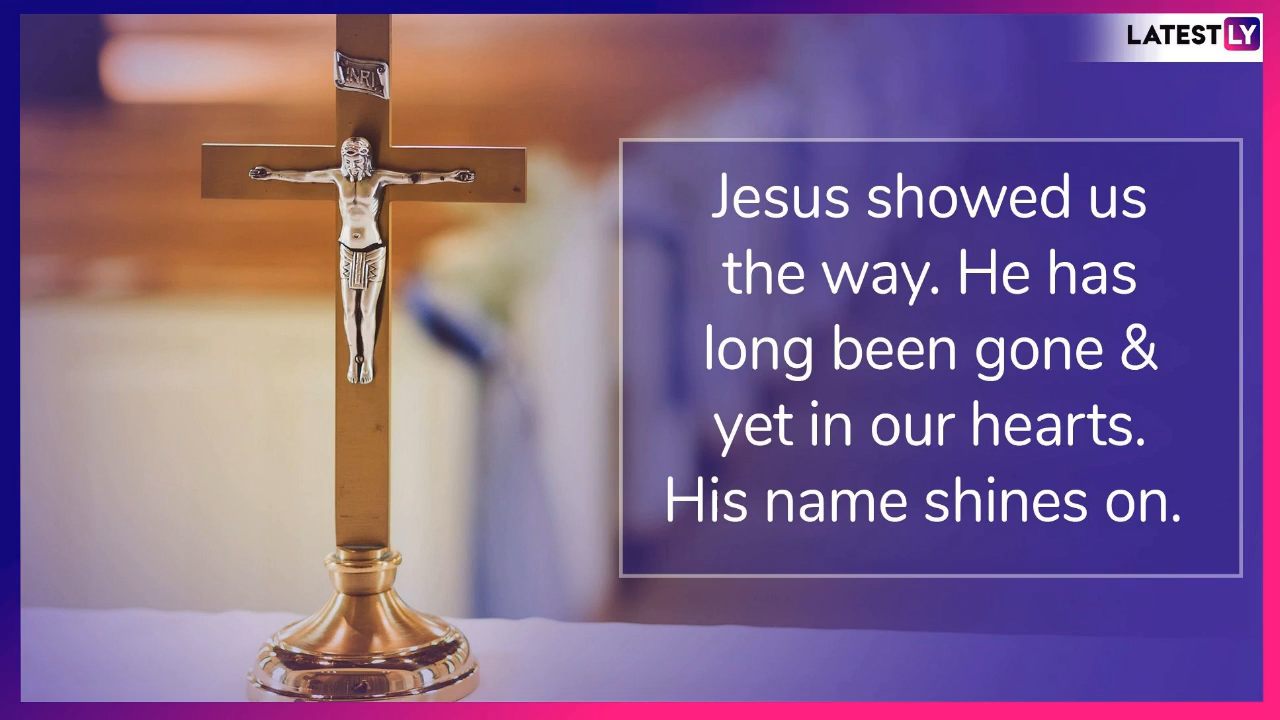 LATESTLY
INRI
Jesus showed us
the way. He has
long been gone &
yet in our hearts.
His name shines on.